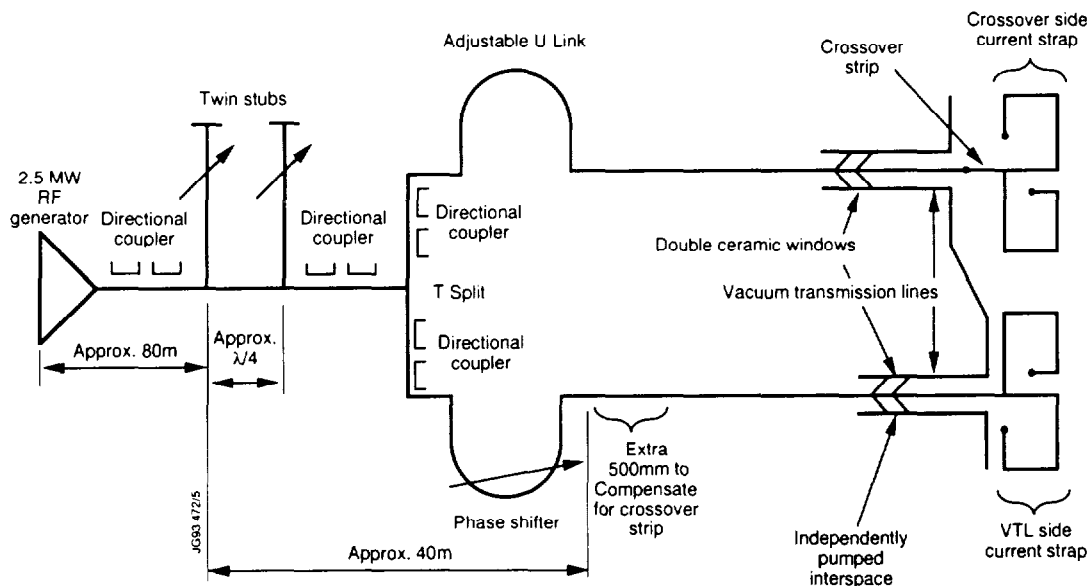 Adjustable U Link
Crossover
strip
Crossover side
current strap
Twin stubs
2.5 MW
RF
generator
Directional
coupler
Directional
coupler
Directional
coupler
Double ceramic windows
T Split
Vacuum transmission lines
Directional
coupler
Approx. 80m
Approx.
λ/4
Extra
500mm to
Compensate
for crossover
strip
Phase shifter
JG93 472/5
Approx. 40m
Independently
pumped
interspace
VTL side
current strap